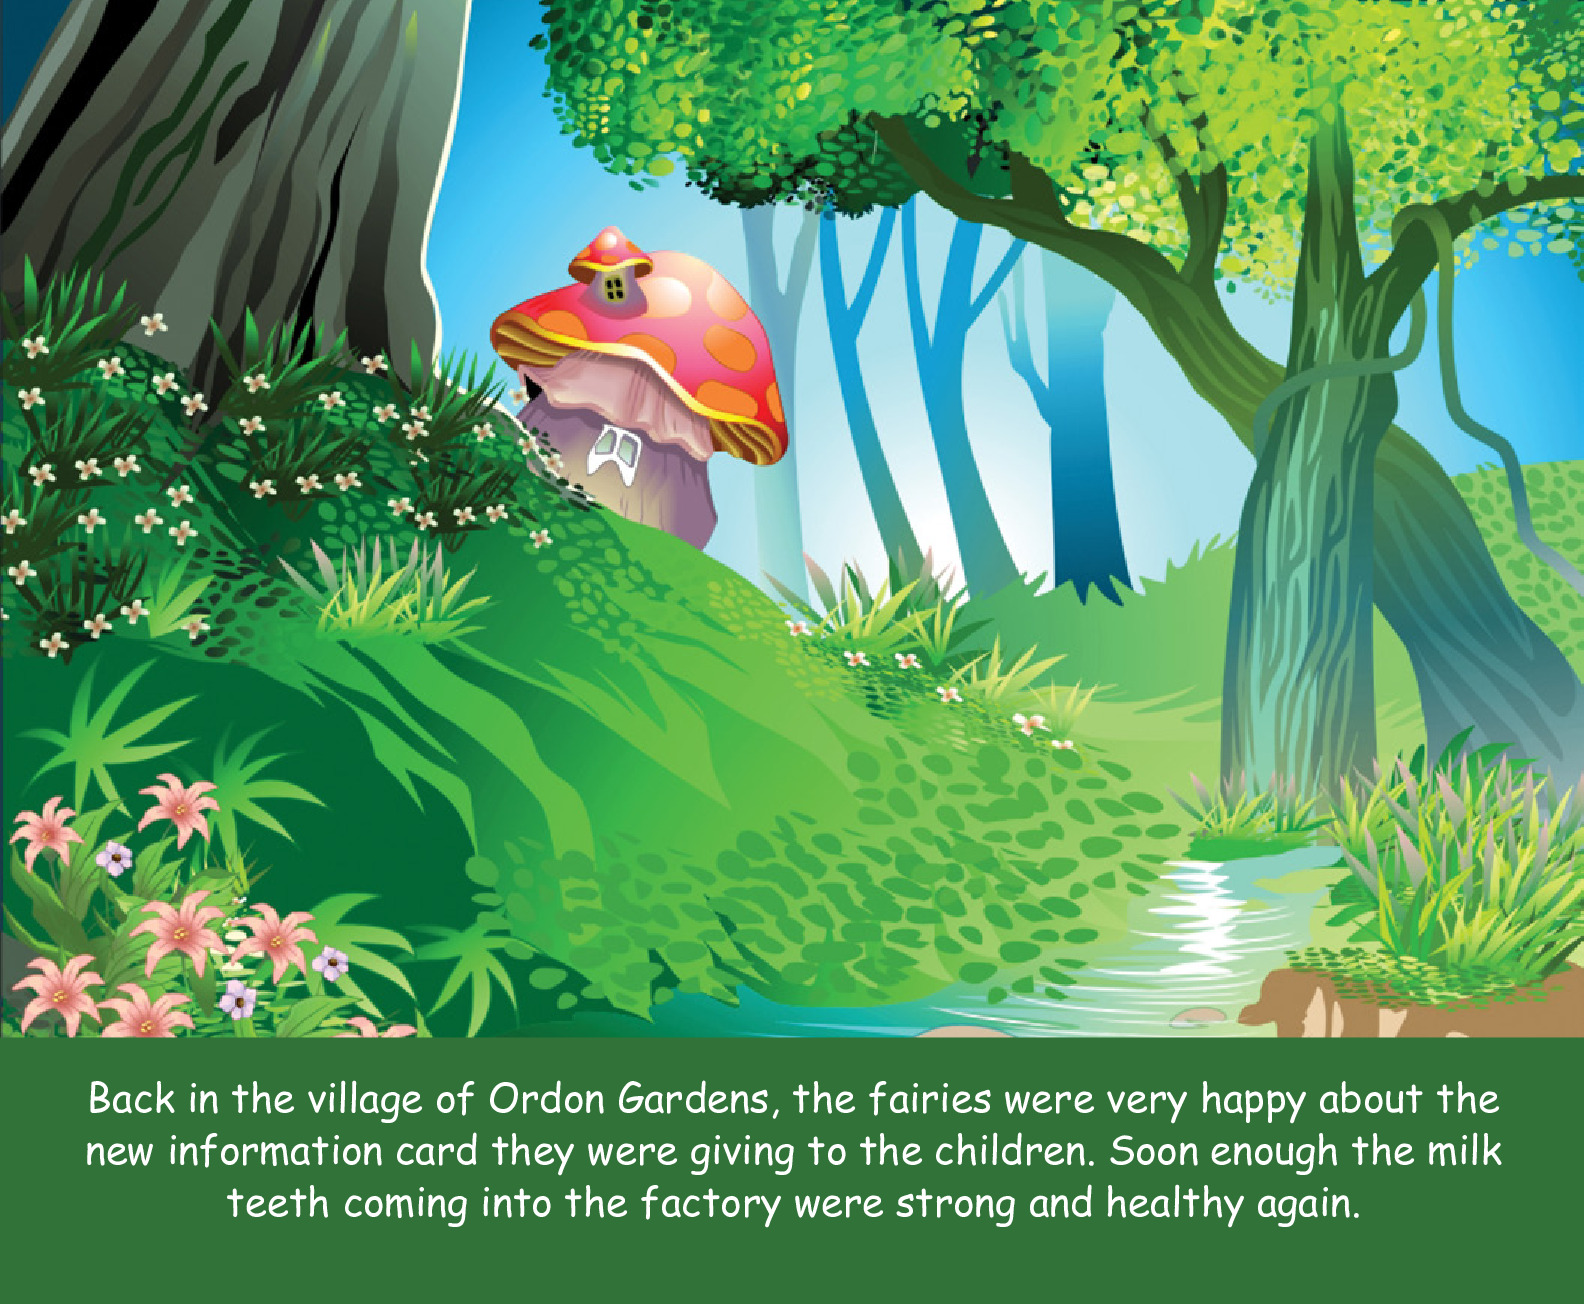 Back in the village of Ordon Gardens, the fairies were very happy about the
new information card they were giving to the children. Soon enough the milk
teeth coming into the factory were strong and healthy again.